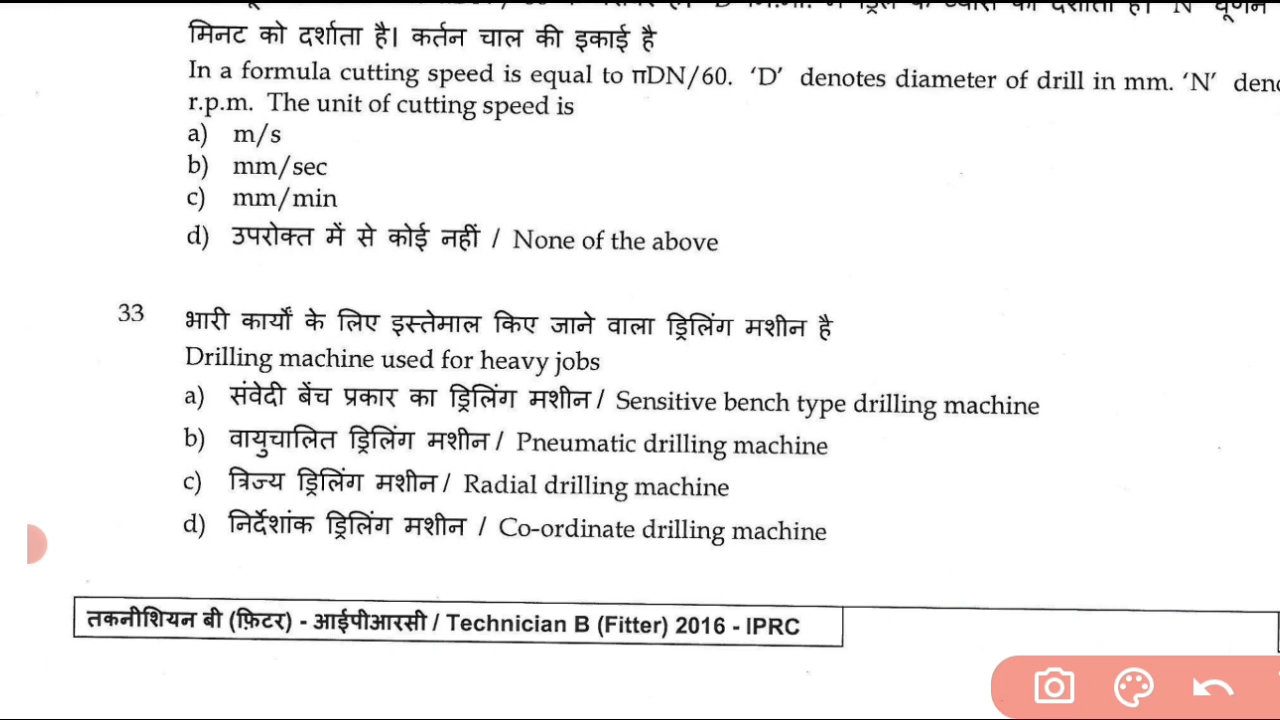 मिनट को दर्शाता है। कर्तन चाल की इकाई है
In a formula cutting speed is equal to πDN/60. ‘D’ denotes diameter of drill in mm. ‘N’
r.p.m. The unit of cutting speed is
a) m/s
b) mm/sec
c) mm/min
d) उपरोक्त में से कोई नहीं / None of the above
33 भारी कार्यों के लिए इस्तेमाल किए जाने वाला ड्रिलिंग मशीन है
Drilling machine used for heavy jobs
a) संवेदी बेंच प्रकार का ड्रिलिंग मशीन / Sensitive bench type drilling machine
b) वायुचालित ड्रिलिंग मशीन / Pneumatic drilling machine
c) त्रिज्य ड्रिलिंग मशीन / Radial drilling machine
d) निर्देशांक ड्रिलिंग मशीन / Co-ordinate drilling machine
तकनीशियन बी (फ़िटर) - आईपीआरसी / Technician B (Fitter) 2016 - IPRC